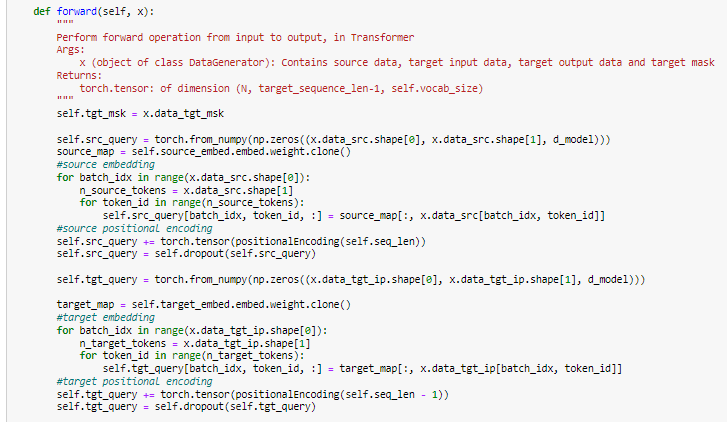 def forward(self, x):
"""
Perform forward operation from input to output, in Transformer
Args:
x (object of class DataGenerator): Contains source data, target input data, target output data and target mask
Returns:
torch.tensor: of dimension (N, target_sequence_len-1, self.vocab_size)
"""
self.tgt_msk = x.data_tgt_msk
self.src_query = torch.from_numpy(np.zeros((x.data_src.shape[0], x.data_src.shape[1], d_model)))
source_map = self.source_embed.embed.weight.clone()
#source embedding
for batch_idx in range(x.data_src.shape[0]):
n_source_tokens = x.data_src.shape[1]
for token_id in range(n_source_tokens):
self.src_query[batch_idx, token_id, :] = source_map[:, x.data_src[batch_idx, token_id]]
#source positional encoding
self.src_query += torch.tensor(positionalEncoding(self.seq_len))
self.src_query = self.dropout(self.src_query)
self.tgt_query = torch.from_numpy(np.zeros((x.data_tgt_ip.shape[0], x.data_tgt_ip.shape[1], d_model)))
target_map = self.target_embed.embed.weight.clone()
#target embedding
for batch_idx in range(x.data_tgt_ip.shape[0]):
n_target_tokens = x.data_tgt_ip.shape[1]
for token_id in range(n_target_tokens):
self.tgt_query[batch_idx, token_id, :] = target_map[:, x.data_tgt_ip[batch_idx, token_id]]
#target positional encoding
self.tgt_query += torch.tensor(positionalEncoding(self.seq_len - 1))
self.tgt_query = self.dropout(self.tgt_query)